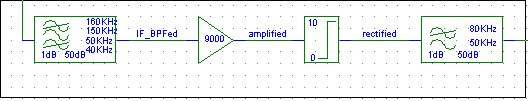 160KHz
150KHz
50KHz
40KHz
1dB 50dB
IF_BPFed
9000
amplified
10
0
rectified
80KHz
50KHz
1dB 50dB